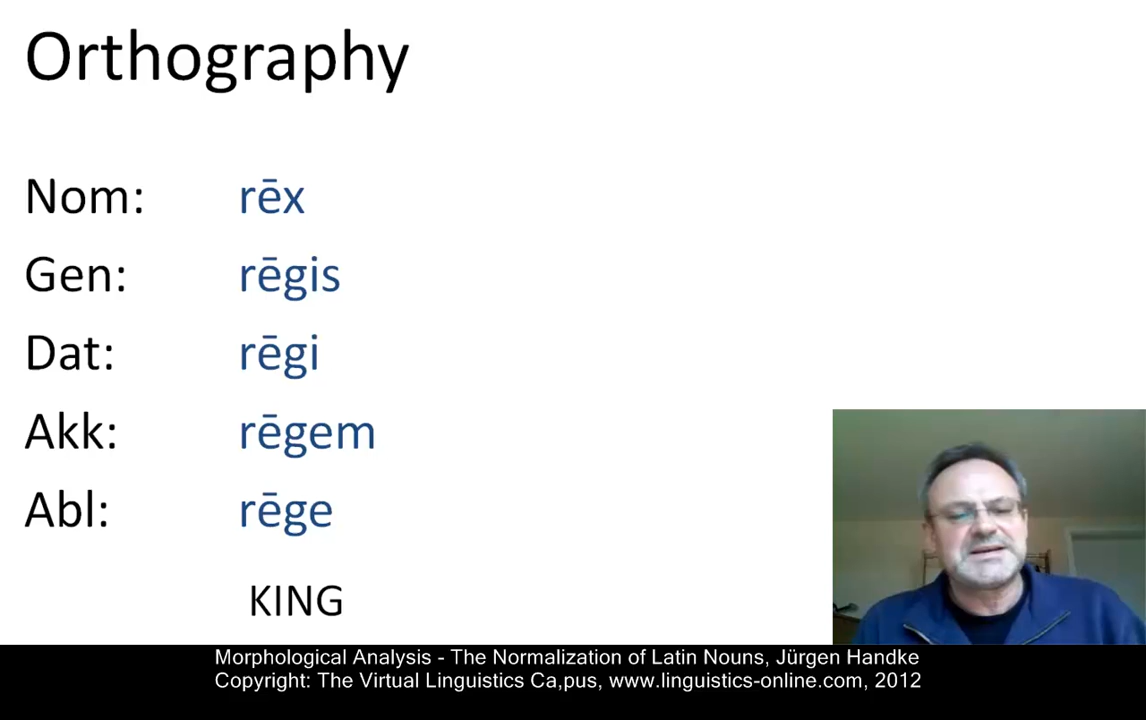 Orthography
Nom: rēx
Gen: rēgis
Dat: rēgi
Akk: rēgem
Abl: rēge
KING
Morphological Analysis - The Normalization of Latin Nouns, Jürgen Handke
Copyright: The Virtual Linguistics Ca,pus, www.linguistics-online.com, 2012